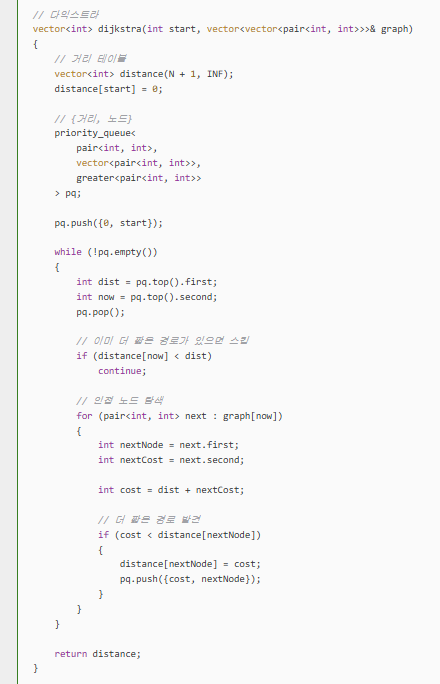 // 다익스트라
vector<int> dijkstra(int start, vector<vector<pair<int, int>>>& graph)
{
    // 거리 테이블
    vector<int> distance(N + 1, INF);
    distance[start] = 0;

    // {거리, 노드}
    priority_queue<
        pair<int, int>,
        vector<pair<int, int>>,
        greater<pair<int, int>>
    > pq;

    pq.push({0, start});

    while (!pq.empty())
    {
        int dist = pq.top().first;
        int now = pq.top().second;
        pq.pop();

        // 이미 더 짧은 경로가 있으면 스킵
        if (distance[now] < dist)
            continue;

        // 인접 노드 탐색
        for (pair<int, int> next : graph[now])
        {
            int nextNode = next.first;
            int nextCost = next.second;

            int cost = dist + nextCost;

            // 더 짧은 경로 발견
            if (cost < distance[nextNode])
            {
                distance[nextNode] = cost;
                pq.push({cost, nextNode});
            }
        }
    }

    return distance;
}